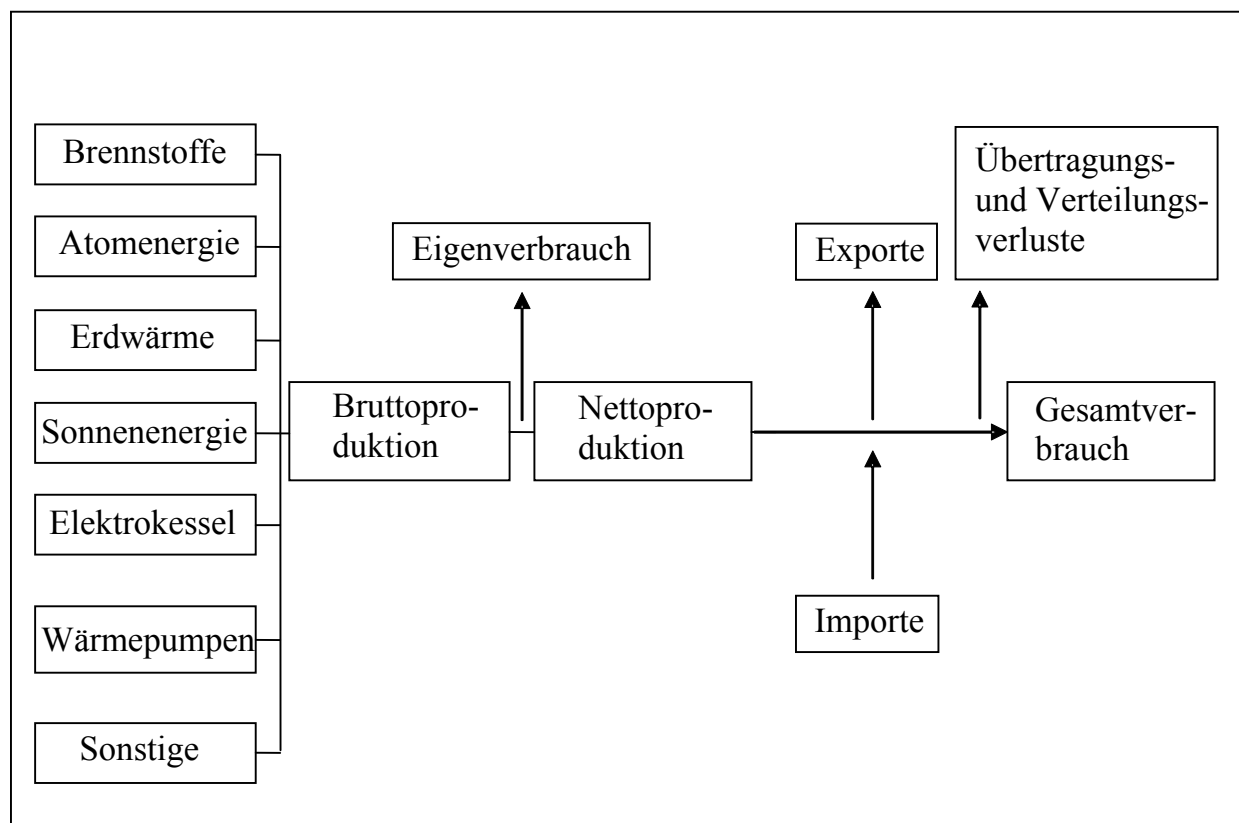 Brennstoffe
Atomenergie
Erdwärme
Sonnenenergie
Elektrokessel
Wärmepumpen
Sonstige
Bruttopro-
duktion
Eigenverbrauch
Nettopro-
duktion
Exporte
Importe
Übertragungs-
und Verteilungs-
verluste
Gesamtver-
brauch